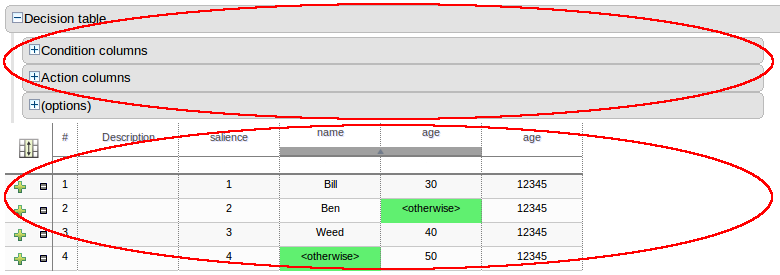 Decision table
Condition columns
Action columns
(options)
# Description salience name age age
1 1 Bill 30 12345
2 2 Ben <otherwise> 12345
3 3 Weed 40 12345
4 4 <otherwise> 50 12345